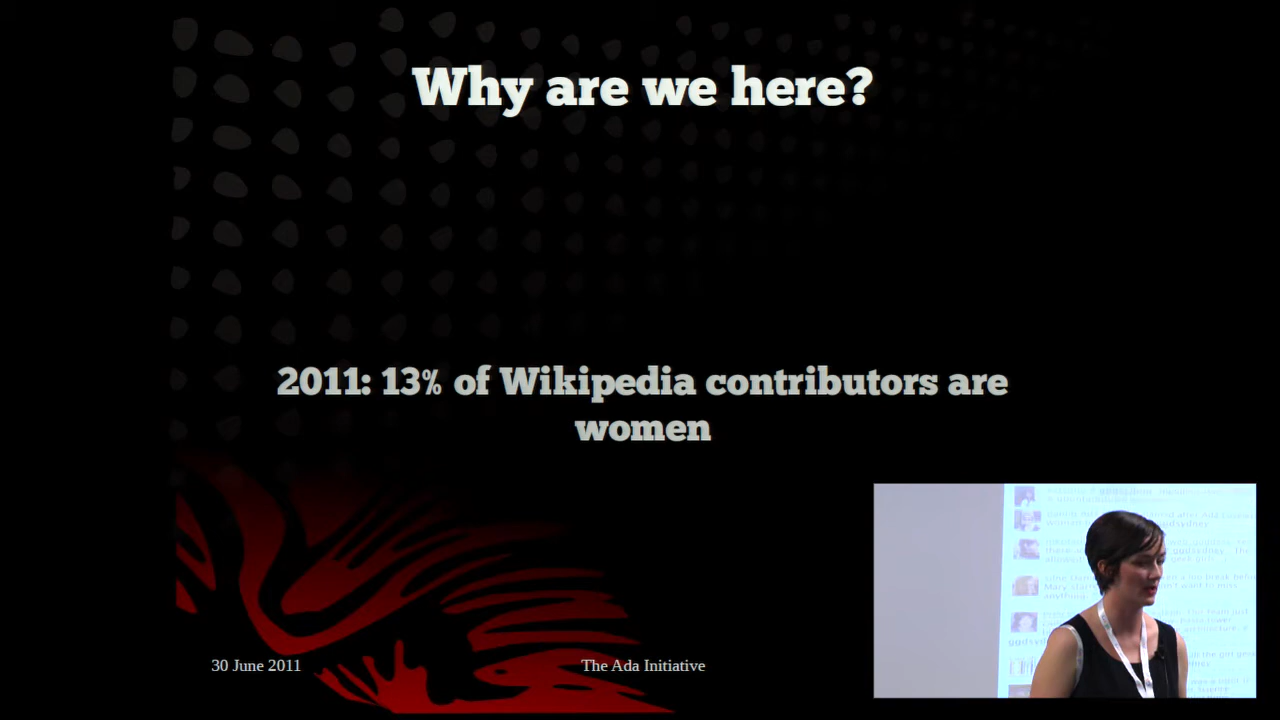 Why are we here?
2011: 13% of Wikipedia contributors are
women
30 June 2011
The Ada Initiative